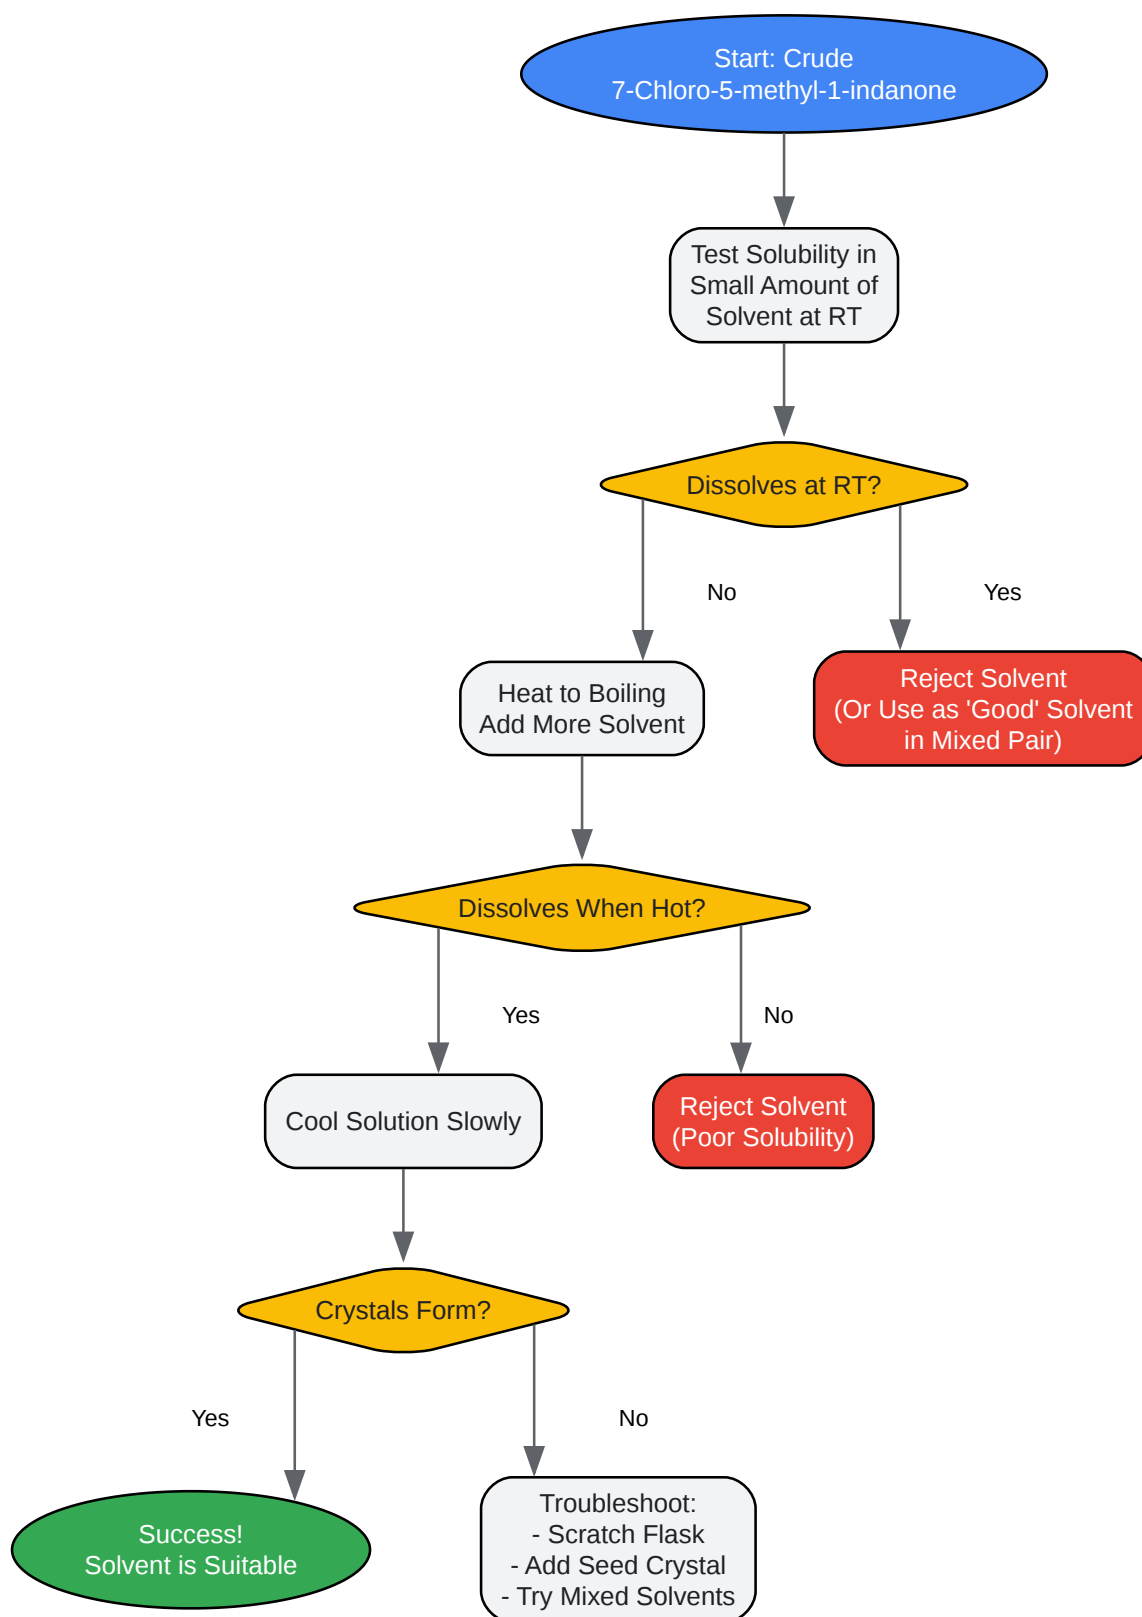 Start: Crude
7-Chloro-5-methyl-1-indanone
Test Solubility in
Small Amount of
Solvent at RT
Dissolves at RT?
No
Yes
Heat to Boiling
Add More Solvent
Reject Solvent
(Or Use as 'Good' Solvent
in Mixed Pair)
Dissolves When Hot?
Yes
No
Cool Solution Slowly
Reject Solvent
(Poor Solubility)
Crystals Form?
Yes
No
Success!
Solvent is Suitable
Troubleshoot:
- Scratch Flask
- Add Seed Crystal
- Try Mixed Solvents